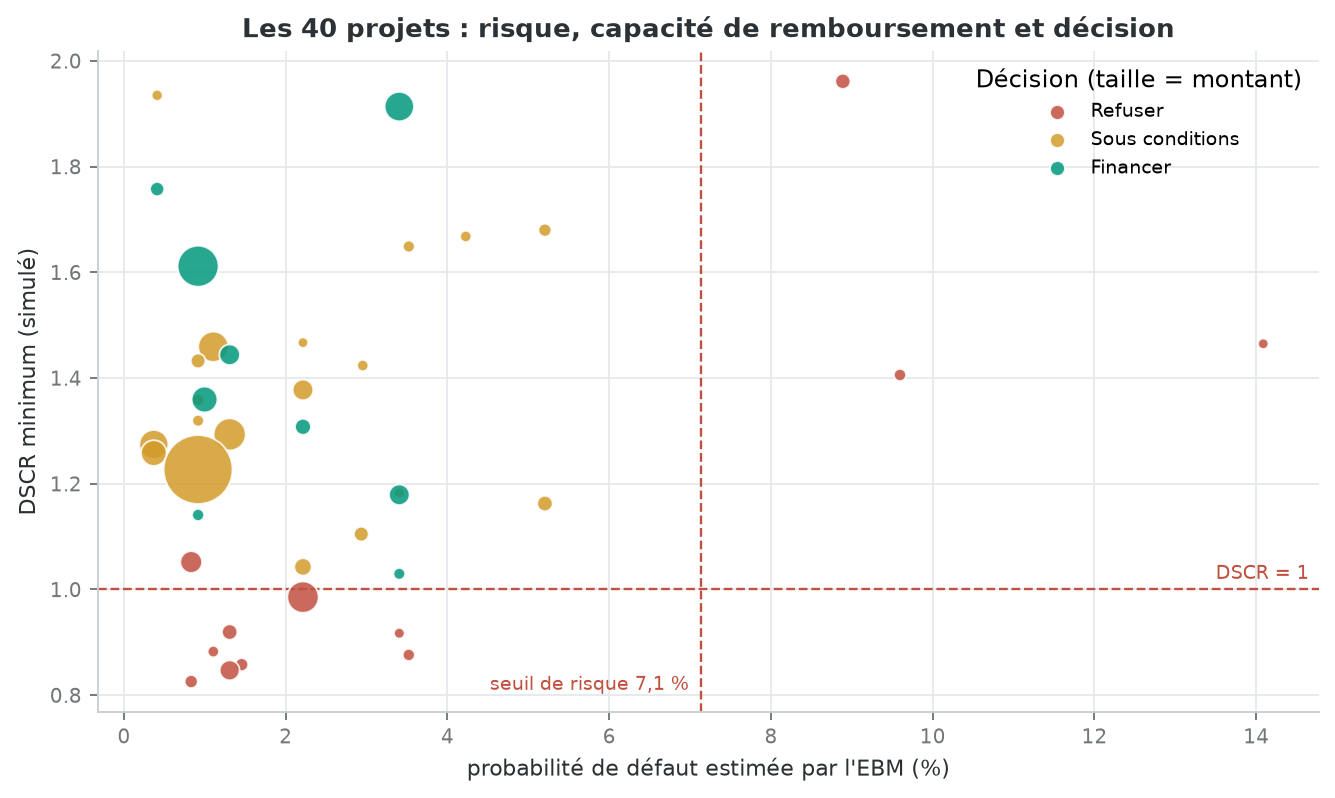 Les 40 projets : risque, capacité de remboursement et décision
Décision (taille = montant)
Refuser
Sous conditions
Financer
DSCR minimum (simulé)
2.0
1.8
1.6
1.4
1.2
1.0
0.8
DSCR = 1
seuil de risque 7,1 %
0 2 4 6 8 10 12 14
probabilité de défaut estimée par l'EBM (%)